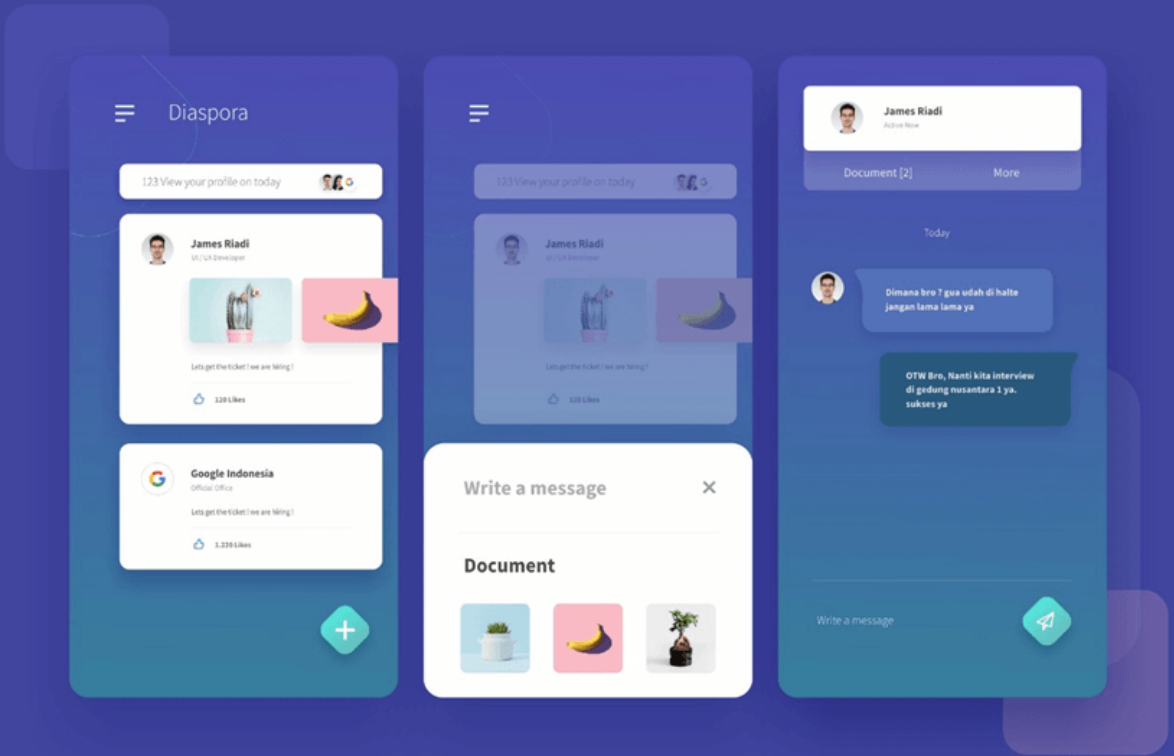 Diaspora
123 View your profile on today
James Riadi
UI / UX Developer
Lets get the ticket ! we are hiring !
120 Likes
Google Indonesia
Official Office
Lets get the ticket ! we are hiring !
1.220 Likes
123 View your profile on today
James Riadi
UI / UX Developer
Lets get the ticket ! we are hiring !
120 Likes
Write a message
Document
James Riadi
Active Now
Document [2]
More
Today
Dimana bro ? gua udah di halte
jangan lama lama ya
OTW Bro, Nanti kita interview
di gedung nusantara 1 ya.
sukses ya
Write a message